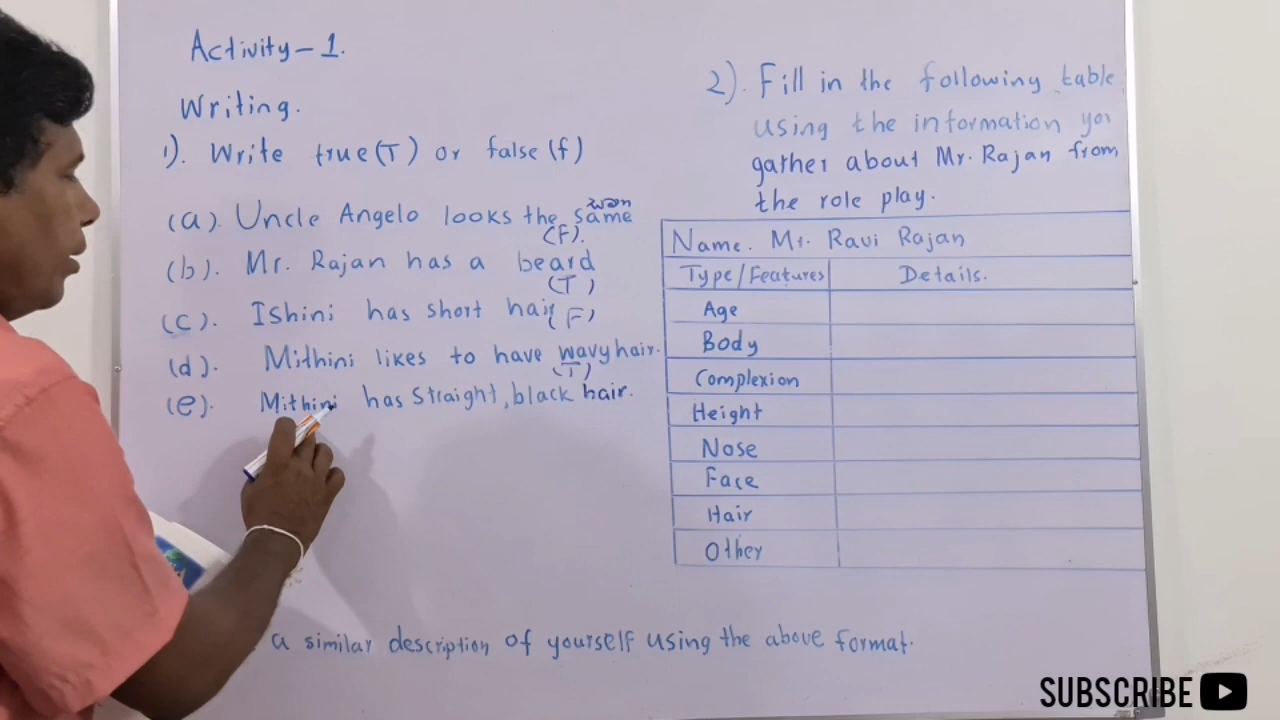 Activity - 1.
Writing.
1). Write true (T) or false (f)
(a). Uncle Angelo looks the same
(F).
(b). Mr. Rajan has a beard
(T)
(c). Ishini has short hair
(F)
(d). Mithini likes to have wavy hair.
(T)
(e). Mithini has straight, black hair.
2). Fill in the following table
using the information you
gather about Mr. Rajan from
the role play.
Name. Mr. Ravi Rajan
Type/Features Details.
Age
Body
Complexion
Height
Nose
Face
Hair
Other
a similar description of yourself using the above format.
SUBSCRIBE